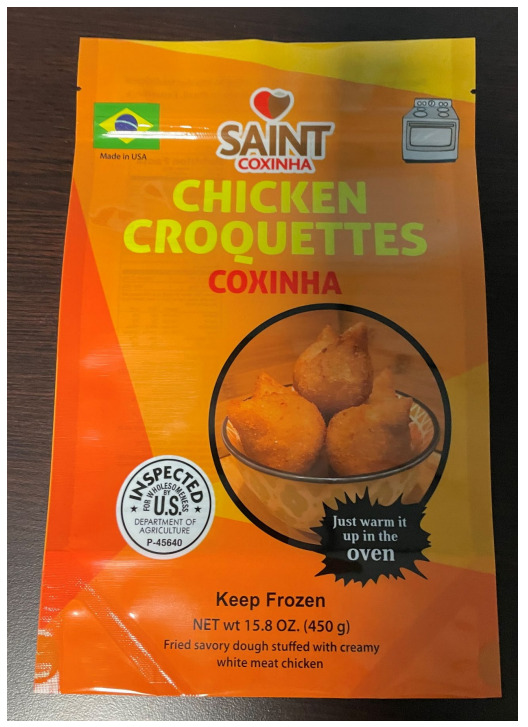 Made in USA
SAINT
COXINHA
CHICKEN
CROQUETTES
COXINHA
INSPECTED
FOR WHOLESOMENESS
BY
U.S.
DEPARTMENT OF
AGRICULTURE
P-45640
Just warm it
up in the
oven
Keep Frozen
NET wt 15.8 OZ. (450 g)
Fried savory dough stuffed with creamy
white meat chicken